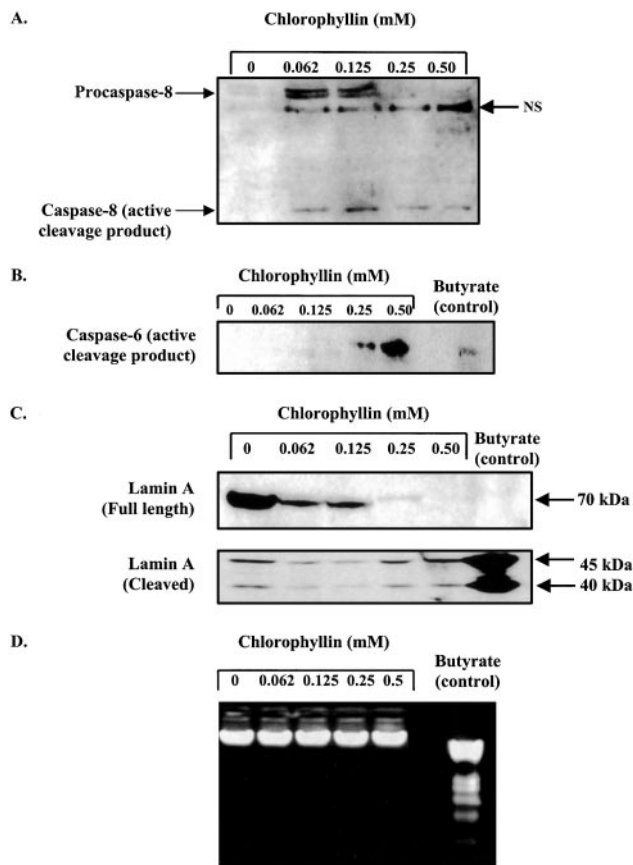 A.
Chlorophyllin (mM)
0 0.062 0.125 0.25 0.50
Procaspase-8
NS
Caspase-8 (active
cleavage product)
B.
Chlorophyllin (mM)
Butyrate
(control)
0 0.062 0.125 0.25 0.50
Caspase-6 (active
cleavage product)
C.
Chlorophyllin (mM)
Butyrate
(control)
0 0.062 0.125 0.25 0.50
Lamin A
(Full length)
70 kDa
Lamin A
(Cleaved)
45 kDa
40 kDa
D.
Chlorophyllin (mM)
Butyrate
(control)
0 0.062 0.125 0.25 0.5